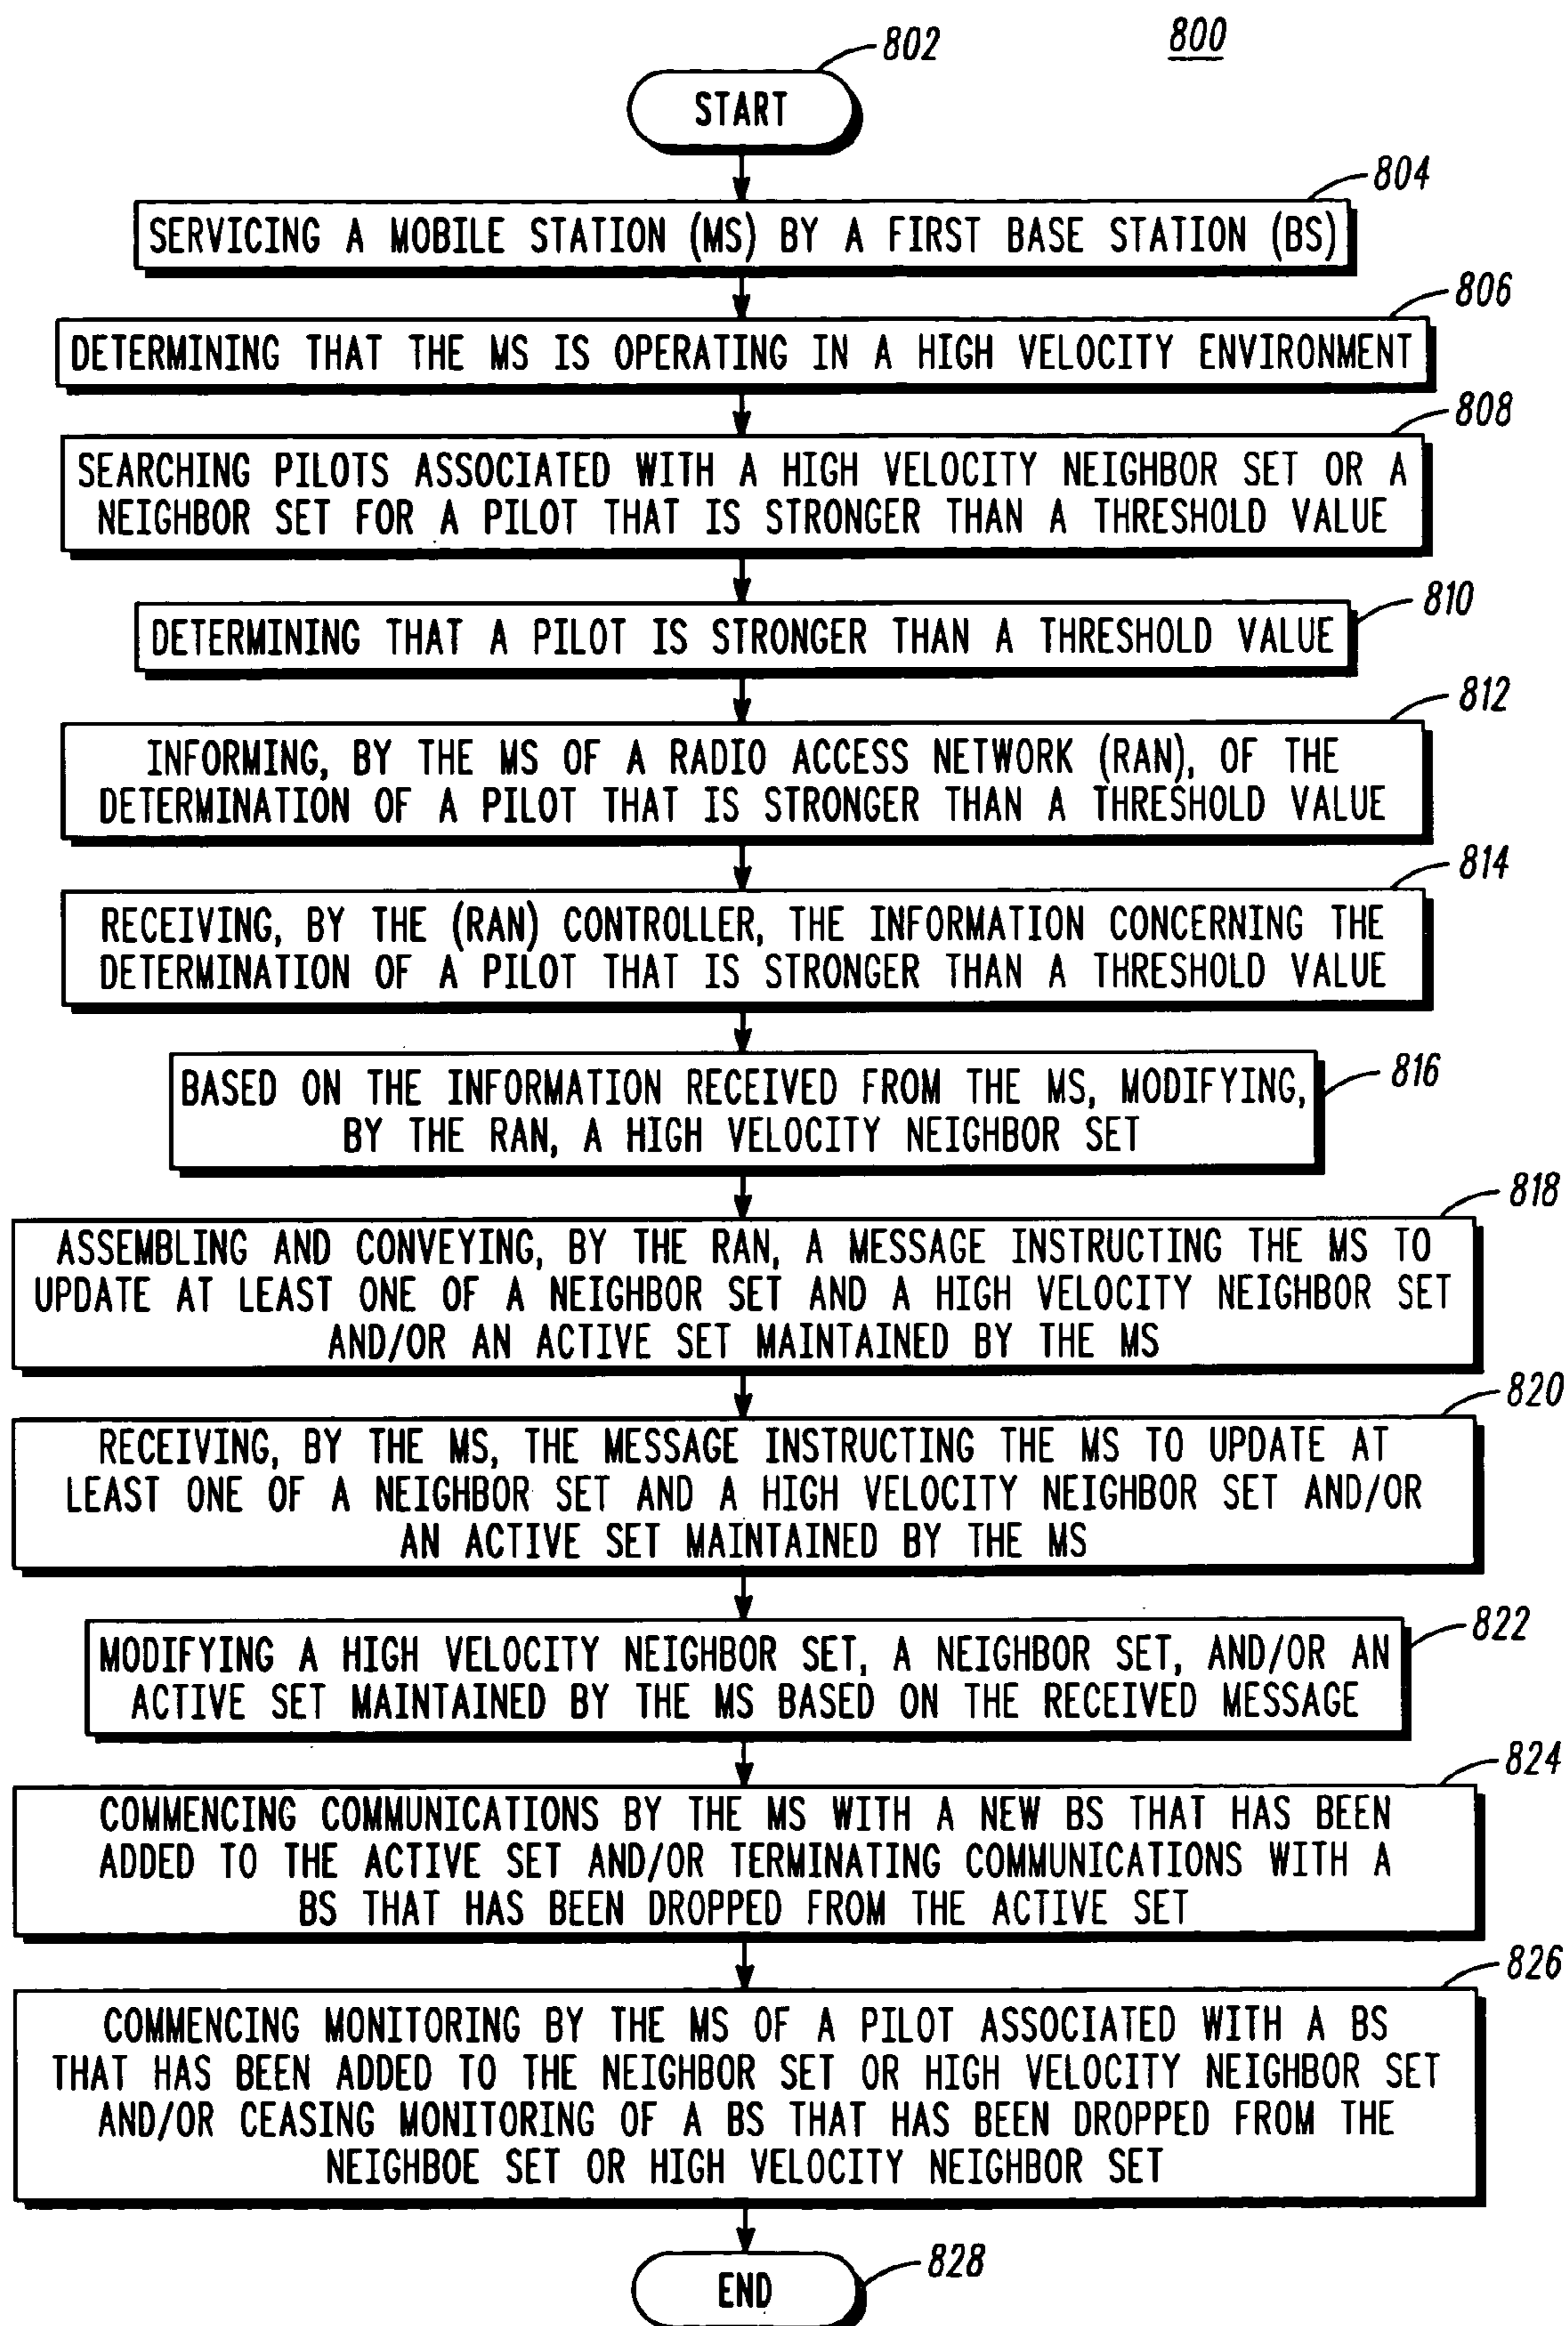 800
802
START
804
SERVICING A MOBILE STATION (MS) BY A FIRST BASE STATION (BS)
806
DETERMINING THAT THE MS IS OPERATING IN A HIGH VELOCITY ENVIRONMENT
808
SEARCHING PILOTS ASSOCIATED WITH A HIGH VELOCITY NEIGHBOR SET OR A
NEIGHBOR SET FOR A PILOT THAT IS STRONGER THAN A THRESHOLD VALUE
810
DETERMINING THAT A PILOT IS STRONGER THAN A THRESHOLD VALUE
812
INFORMING, BY THE MS OF A RADIO ACCESS NETWORK (RAN), OF THE
DETERMINATION OF A PILOT THAT IS STRONGER THAN A THRESHOLD VALUE
814
RECEIVING, BY THE (RAN) CONTROLLER, THE INFORMATION CONCERNING THE
DETERMINATION OF A PILOT THAT IS STRONGER THAN A THRESHOLD VALUE
816
BASED ON THE INFORMATION RECEIVED FROM THE MS, MODIFYING,
BY THE RAN, A HIGH VELOCITY NEIGHBOR SET
818
ASSEMBLING AND CONVEYING, BY THE RAN, A MESSAGE INSTRUCTING THE MS TO
UPDATE AT LEAST ONE OF A NEIGHBOR SET AND A HIGH VELOCITY NEIGHBOR SET
AND/OR AN ACTIVE SET MAINTAINED BY THE MS
820
RECEIVING, BY THE MS, THE MESSAGE INSTRUCTING THE MS TO UPDATE AT
LEAST ONE OF A NEIGHBOR SET AND A HIGH VELOCITY NEIGHBOR SET AND/OR
AN ACTIVE SET MAINTAINED BY THE MS
822
MODIFYING A HIGH VELOCITY NEIGHBOR SET, A NEIGHBOR SET, AND/OR AN
ACTIVE SET MAINTAINED BY THE MS BASED ON THE RECEIVED MESSAGE
824
COMMENCING COMMUNICATIONS BY THE MS WITH A NEW BS THAT HAS BEEN
ADDED TO THE ACTIVE SET AND/OR TERMINATING COMMUNICATIONS WITH A
BS THAT HAS BEEN DROPPED FROM THE ACTIVE SET
826
COMMENCING MONITORING BY THE MS OF A PILOT ASSOCIATED WITH A BS
THAT HAS BEEN ADDED TO THE NEIGHBOR SET OR HIGH VELOCITY NEIGHBOR SET
AND/OR CEASING MONITORING OF A BS THAT HAS BEEN DROPPED FROM THE
NEIGHBOE SET OR HIGH VELOCITY NEIGHBOR SET
828
END